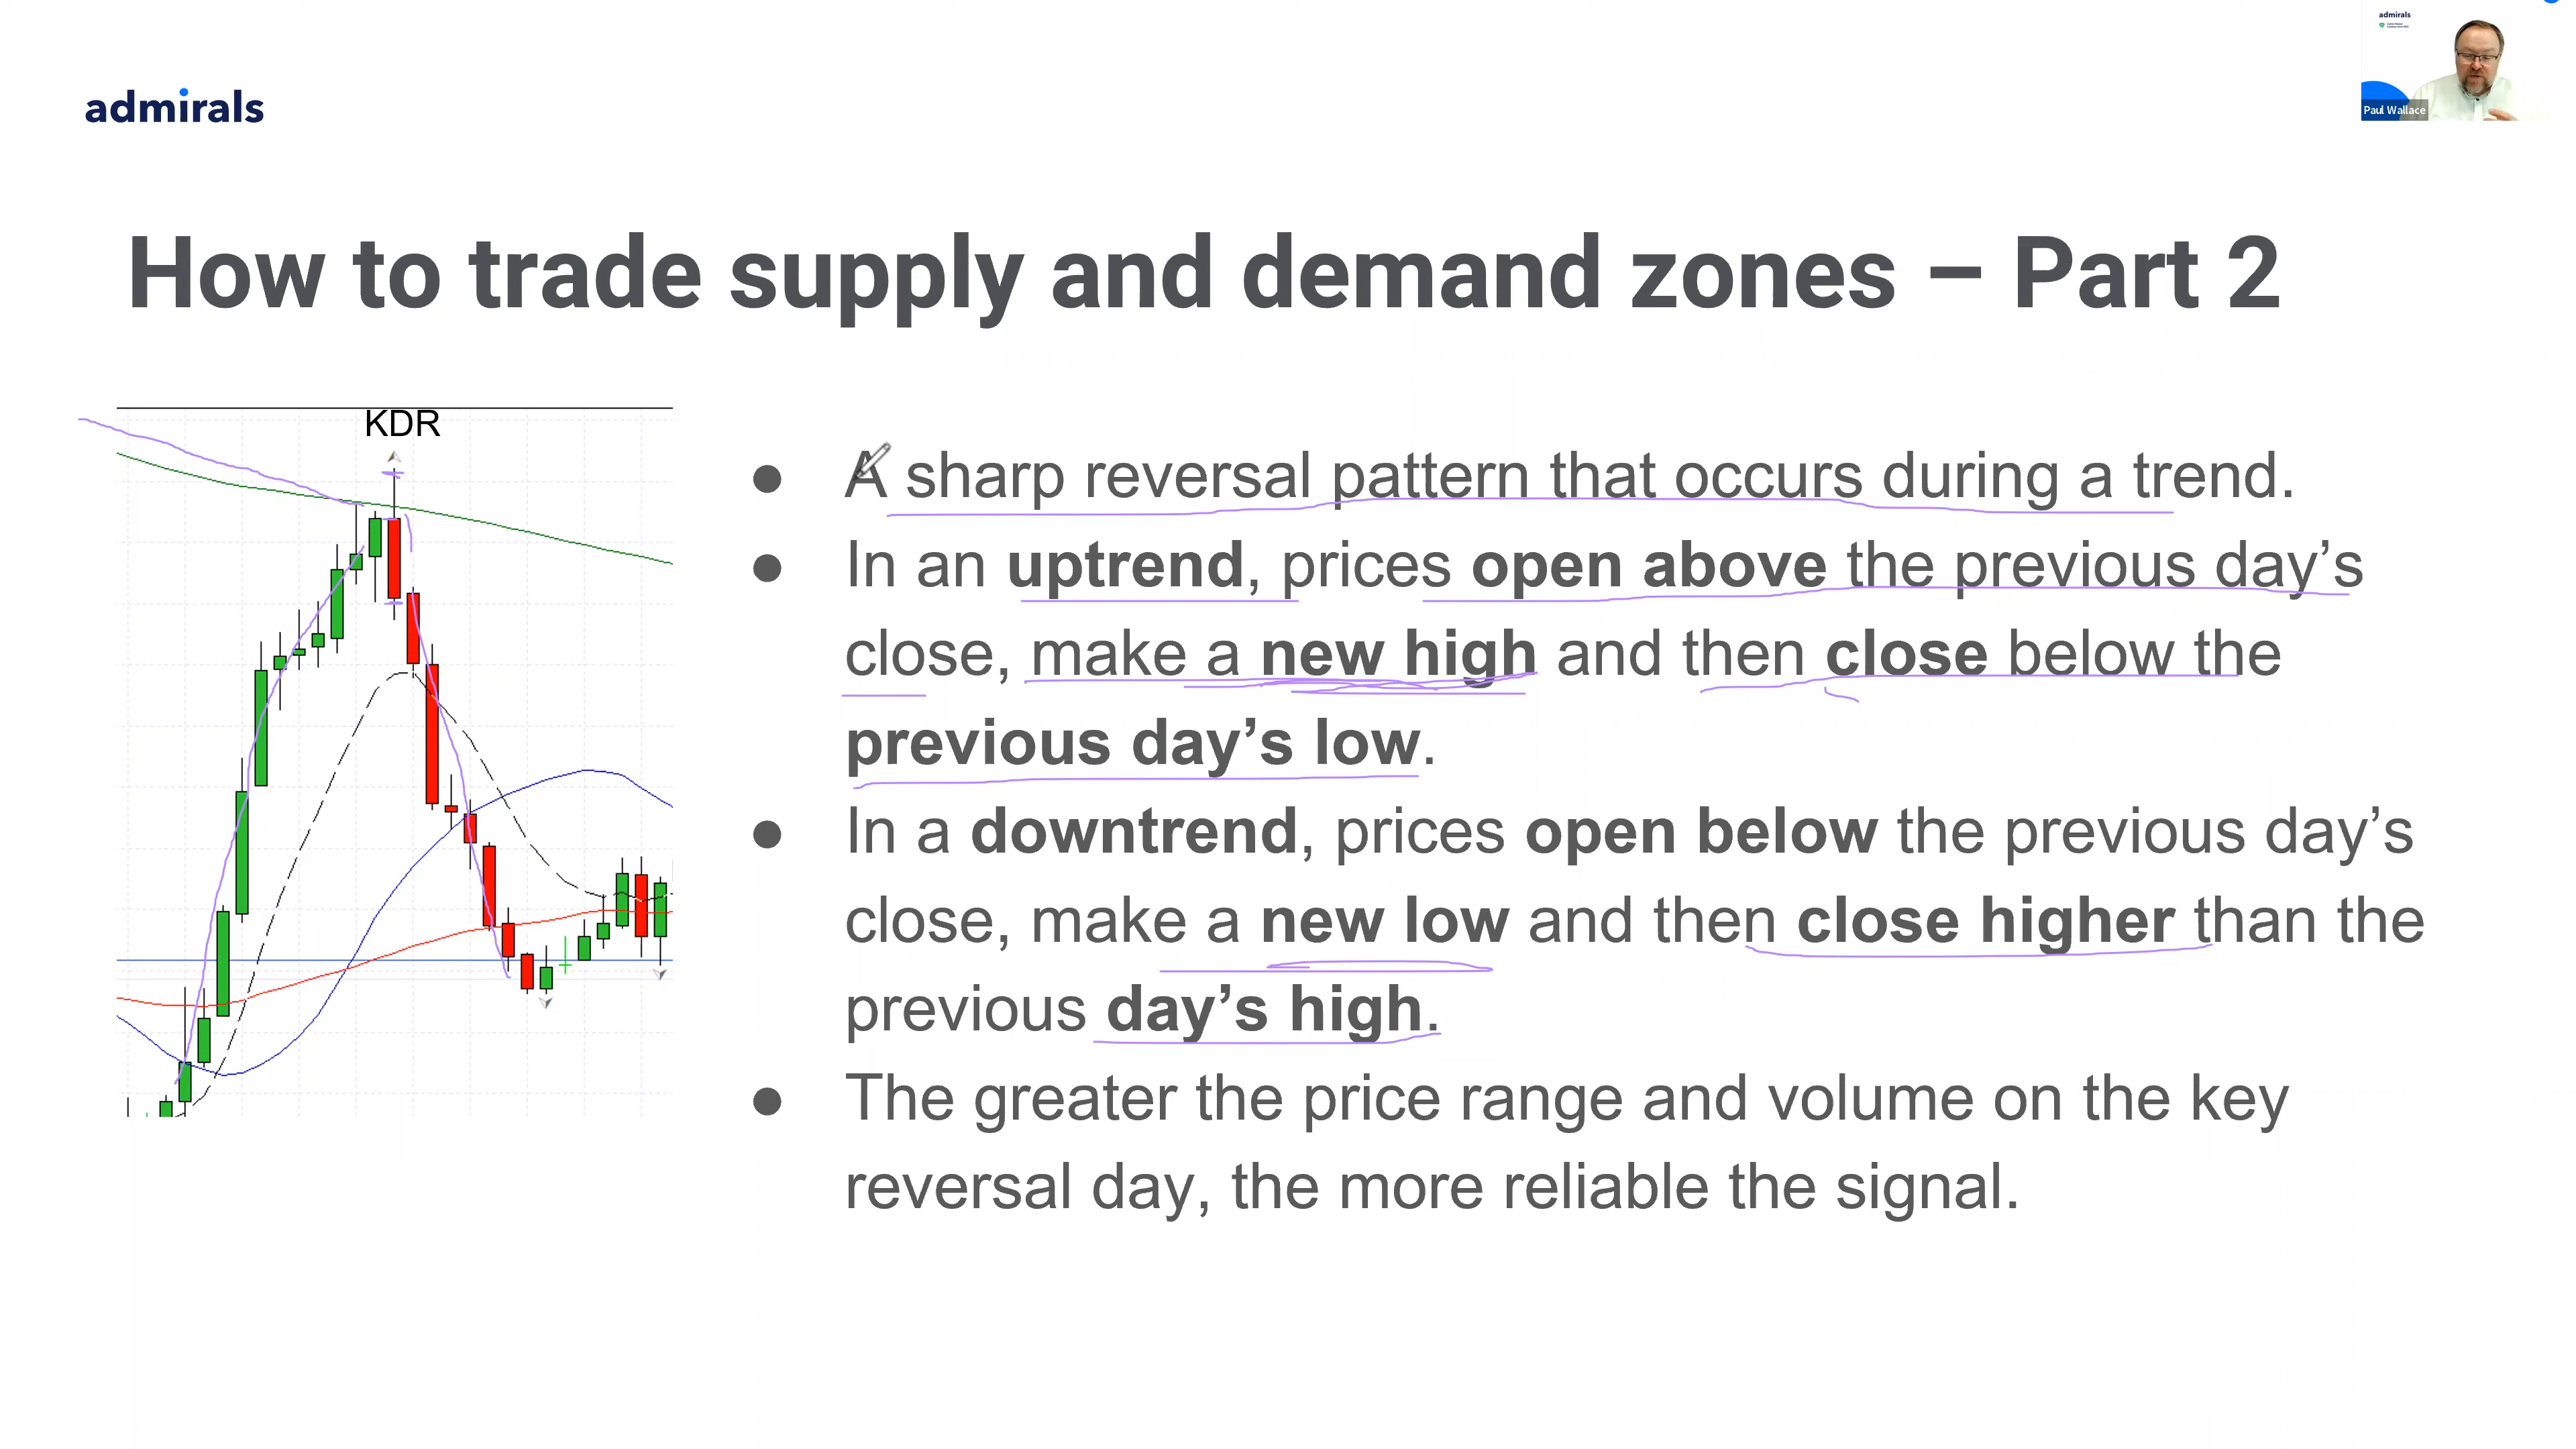 admirals
admirals
Paul Wallace
How to trade supply and demand zones – Part 2
KDR
● A sharp reversal pattern that occurs during a trend.
● In an uptrend, prices open above the previous day’s
close, make a new high and then close below the
previous day’s low.
● In a downtrend, prices open below the previous day’s
close, make a new low and then close higher than the
previous day’s high.
● The greater the price range and volume on the key
reversal day, the more reliable the signal.